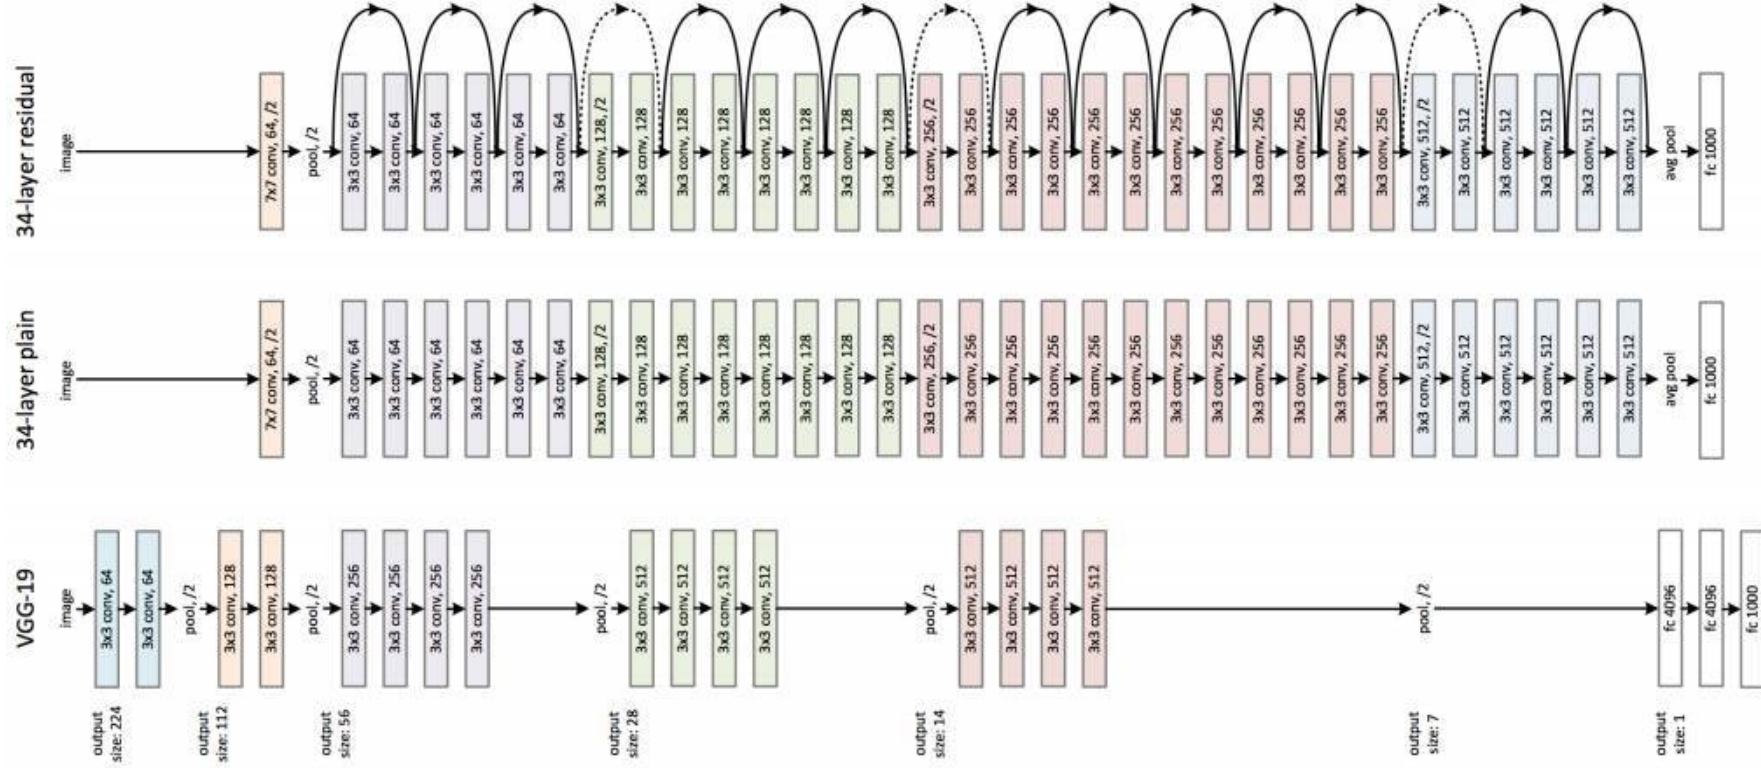 34-layer residual
image
7x7 conv, 64, /2
pool, /2
3x3 conv, 64
3x3 conv, 64
3x3 conv, 64
3x3 conv, 64
3x3 conv, 64
3x3 conv, 64
3x3 conv, 128, /2
3x3 conv, 128
3x3 conv, 128
3x3 conv, 128
3x3 conv, 128
3x3 conv, 128
3x3 conv, 128
3x3 conv, 128
3x3 conv, 256, /2
3x3 conv, 256
3x3 conv, 256
3x3 conv, 256
3x3 conv, 256
3x3 conv, 256
3x3 conv, 256
3x3 conv, 256
3x3 conv, 256
3x3 conv, 256
3x3 conv, 256
3x3 conv, 256
3x3 conv, 512, /2
3x3 conv, 512
3x3 conv, 512
3x3 conv, 512
3x3 conv, 512
3x3 conv, 512
avg pool
fc 1000
34-layer plain
image
7x7 conv, 64, /2
pool, /2
3x3 conv, 64
3x3 conv, 64
3x3 conv, 64
3x3 conv, 64
3x3 conv, 64
3x3 conv, 64
3x3 conv, 128, /2
3x3 conv, 128
3x3 conv, 128
3x3 conv, 128
3x3 conv, 128
3x3 conv, 128
3x3 conv, 128
3x3 conv, 128
3x3 conv, 256, /2
3x3 conv, 256
3x3 conv, 256
3x3 conv, 256
3x3 conv, 256
3x3 conv, 256
3x3 conv, 256
3x3 conv, 256
3x3 conv, 256
3x3 conv, 256
3x3 conv, 256
3x3 conv, 256
3x3 conv, 512, /2
3x3 conv, 512
3x3 conv, 512
3x3 conv, 512
3x3 conv, 512
3x3 conv, 512
avg pool
fc 1000
VGG-19
image
3x3 conv, 64
3x3 conv, 64
pool, /2
3x3 conv, 128
3x3 conv, 128
pool, /2
3x3 conv, 256
3x3 conv, 256
3x3 conv, 256
3x3 conv, 256
pool, /2
3x3 conv, 512
3x3 conv, 512
3x3 conv, 512
3x3 conv, 512
pool, /2
3x3 conv, 512
3x3 conv, 512
3x3 conv, 512
3x3 conv, 512
pool, /2
fc 4096
fc 4096
fc 1000
output
size: 224
output
size: 112
output
size: 56
output
size: 28
output
size: 14
output
size: 7
output
size: 1